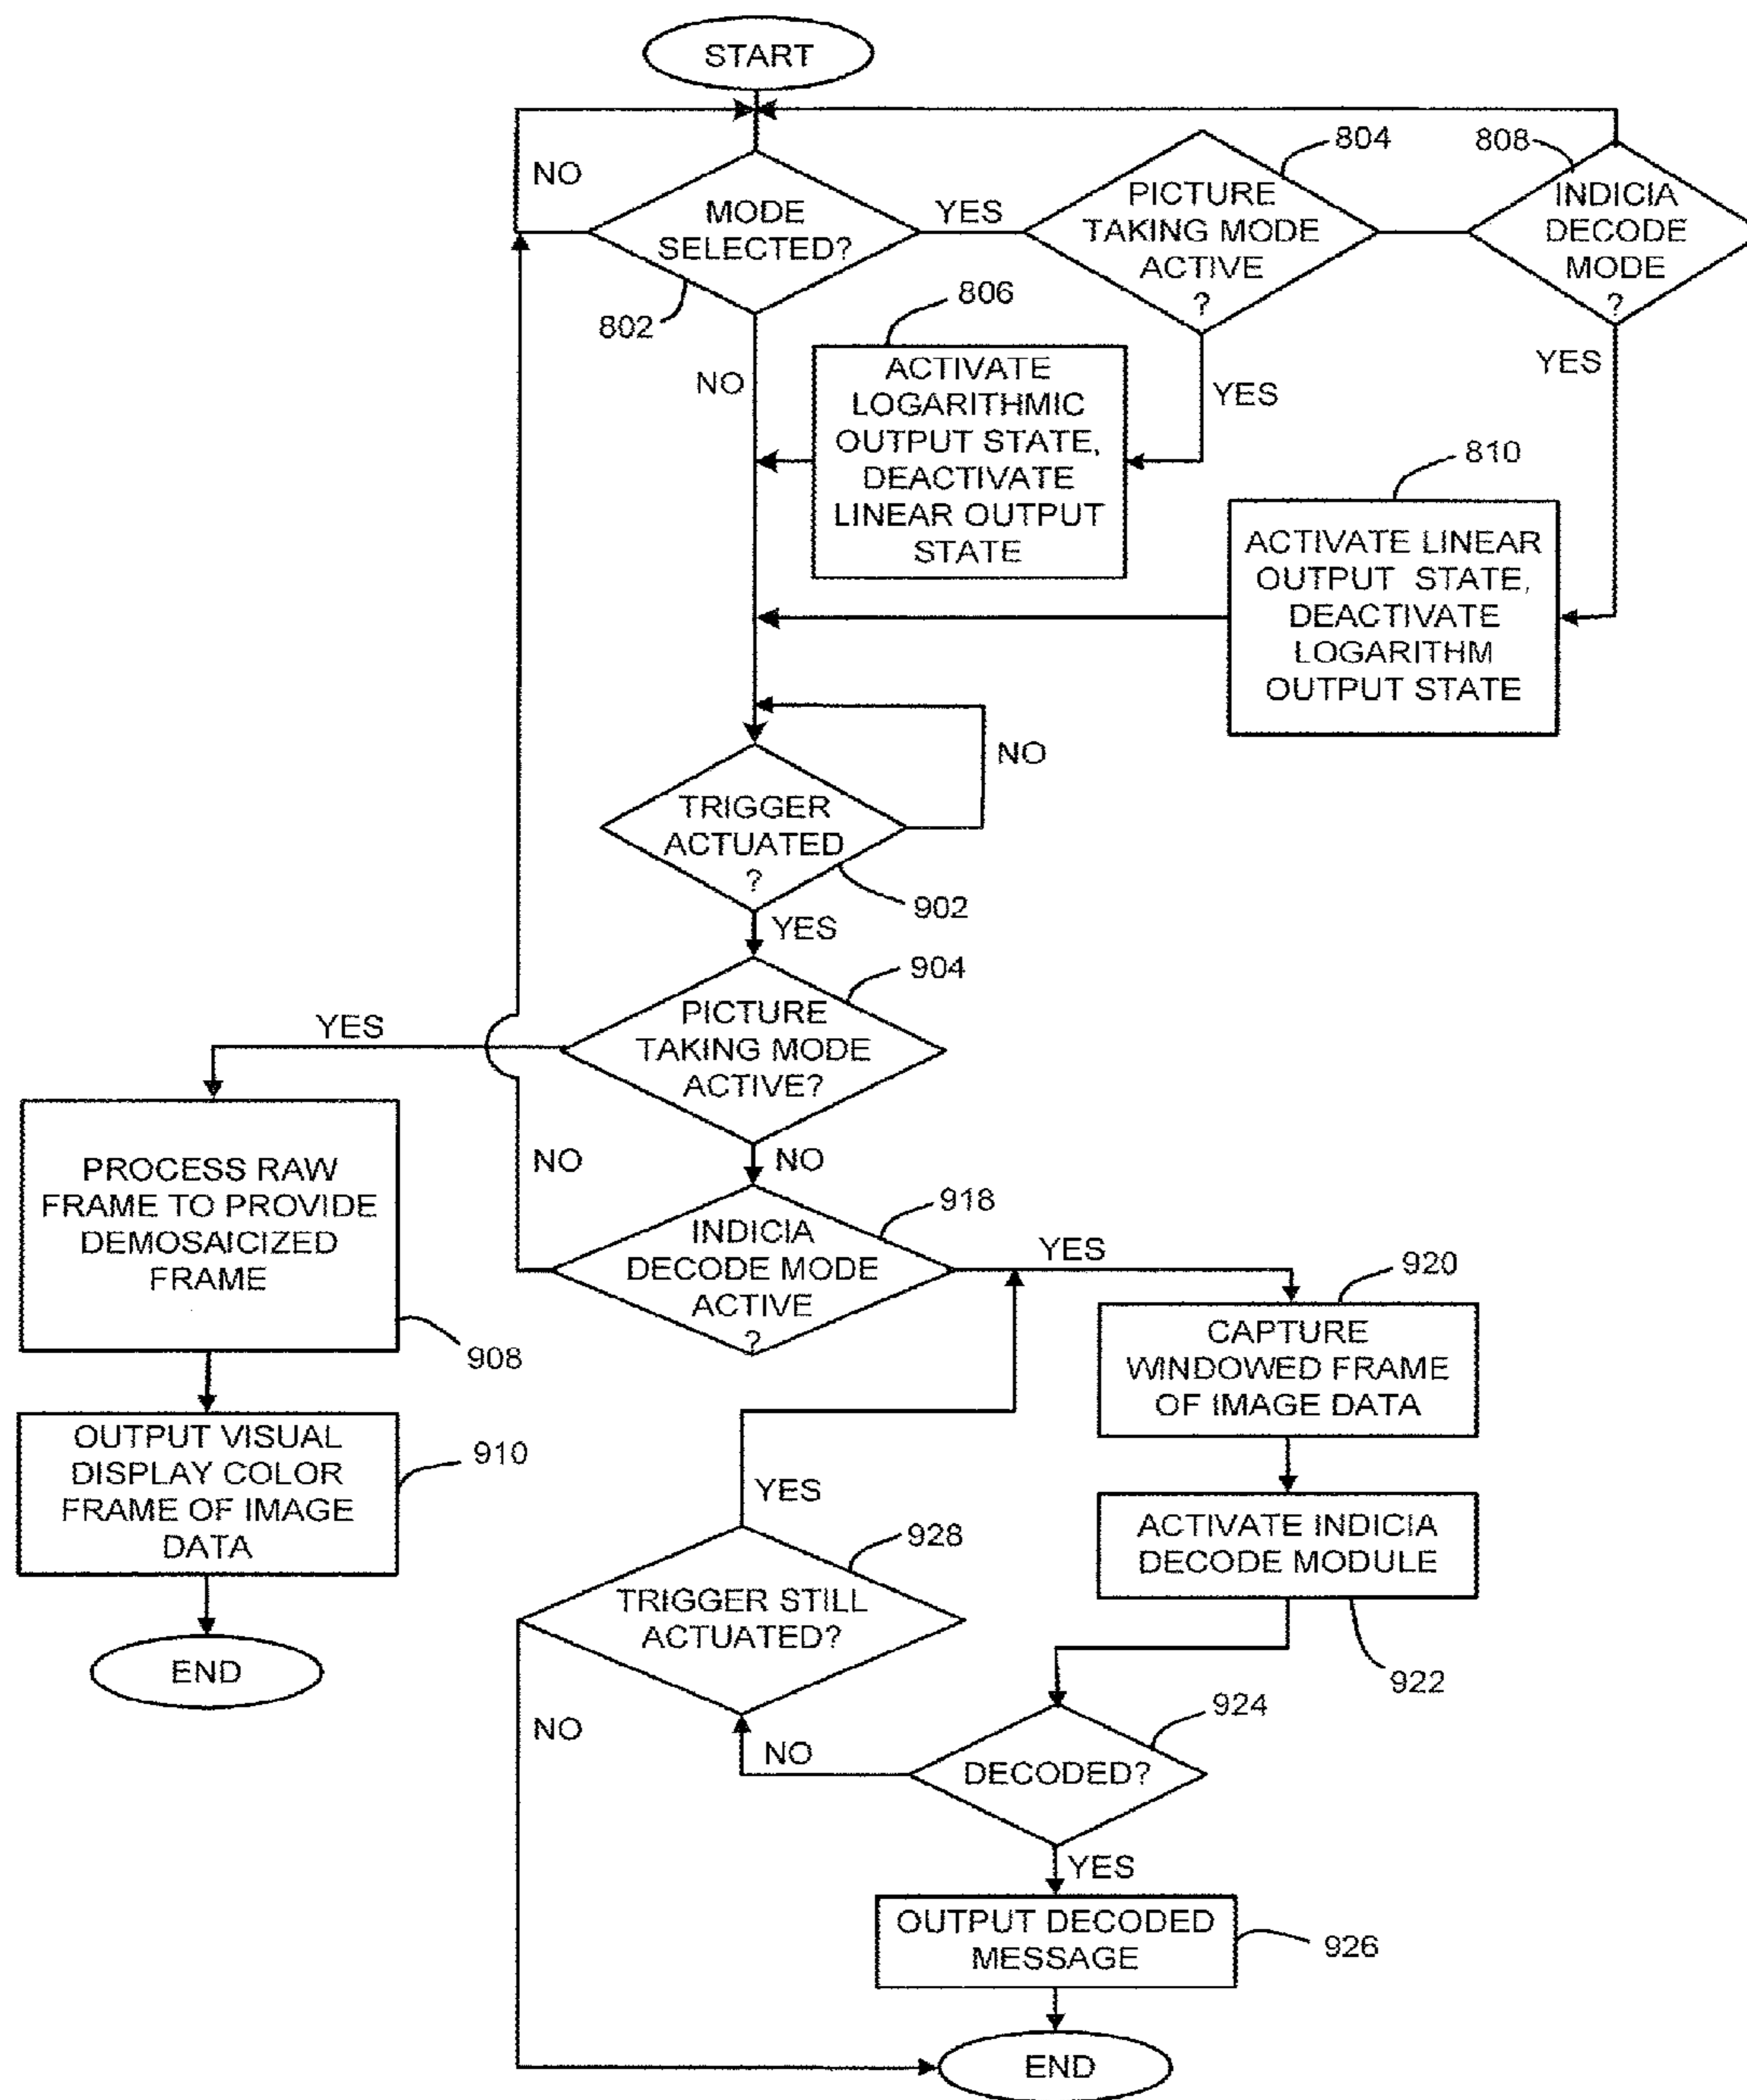 START
NO
MODE
SELECTED?
802
YES
PICTURE
TAKING MODE
ACTIVE
?
804
808
INDICIA
DECODE
MODE
?
NO
806
ACTIVATE
LOGARITHMIC
OUTPUT STATE,
DEACTIVATE
LINEAR OUTPUT
STATE
YES
YES
810
ACTIVATE LINEAR
OUTPUT STATE,
DEACTIVATE
LOGARITHM
OUTPUT STATE
NO
TRIGGER
ACTUATED
?
902
YES
904
PICTURE
TAKING MODE
ACTIVE?
YES
NO
NO
PROCESS RAW
FRAME TO PROVIDE
DEMOSAICIZED
FRAME
908
918
INDICIA
DECODE MODE
ACTIVE
?
YES
920
CAPTURE
WINDOWED FRAME
OF IMAGE DATA
OUTPUT VISUAL
DISPLAY COLOR
FRAME OF IMAGE
DATA
910
YES
ACTIVATE INDICIA
DECODE MODULE
922
928
TRIGGER STILL
ACTUATED?
END
NO
NO
924
DECODED?
YES
OUTPUT DECODED
MESSAGE
926
END